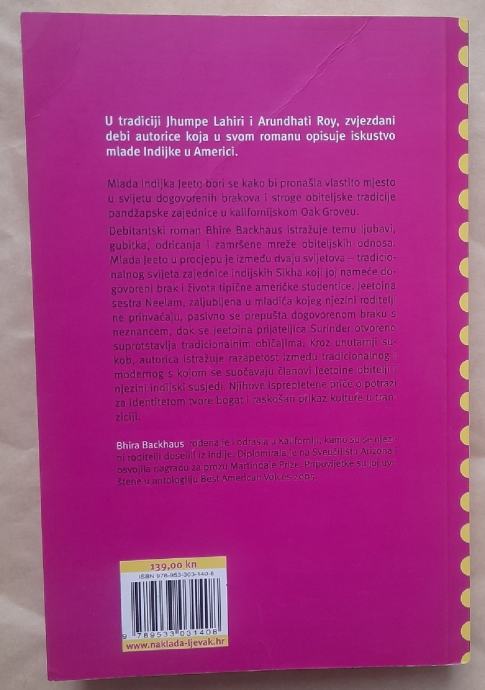 U tradiciji Jhumpe Lahiri i Arundhati Roy, zvjezdani
debi autorice koja u svom romanu opisuje iskustvo
mlade Indijke u Americi.
Mlada Indijka Jeeto bori se kako bi pronašla vlastito mjesto
u svijetu dogovorenih brakova i stroge obiteljske tradicije
pandžapske zajednice u kalifornijskom Oak Groveu.
Debitantski roman Bhire Backhaus istražuje temu ljubavi,
gubitka, odricanja i zamršene mreže obiteljskih odnosa.
Mlada Jeeto u procjepu je između dvaju svijetova – tradicio-
nalnog svijeta zajednice indijskih Sikha koji joj nameće do-
govoreni brak i života tipične američke studentice. Jeetoina
sestra Neelam, zaljubljena u mladića kojeg njezini roditelji
ne prihvaćaju, pasivno se prepušta dogovorenom braku s
neznancem, dok se Jeetoina prijateljica Surinder otvoreno
suprotstavlja tradicionalnim običajima. Kroz unutarnji su-
kob, autorica istražuje razapetost između tradicionalnog i
modernog s kojom se suočavaju članovi Jeetoine obitelji i
njezini indijski susjedi. Njihove isprepletene priče o potrazi
za identitetom tvore bogat i raskošan prikaz kulture u tran
ziciji.
Bhira Backhaus rođena je i odrasla u Kaliforniji, kamo su se njez
ni roditelji doselili iz Indije. Diplomirala je na Sveučilištu Arizona i
osvojila nagradu za prozu Martindale Prize. Pripovijetke su joj uv
štene u antologiju Best American Voices 2005
139,00 kn
ISBN 978-953-303-140-8
9 789533 031408
www.naklada-ljevak.hr